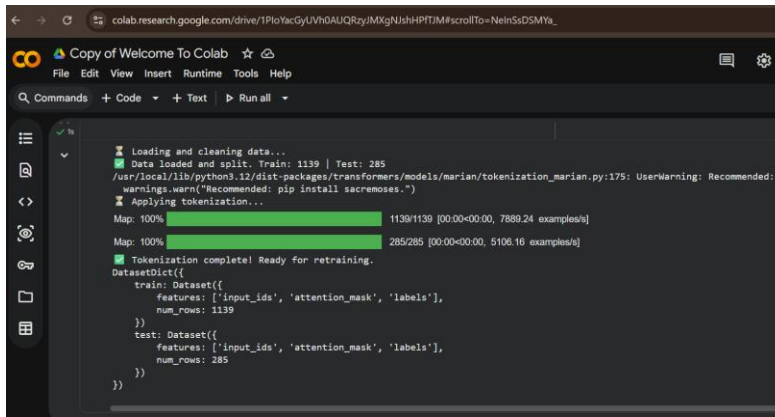 colab.research.google.com/drive/1PIoYacGyUVh0AUQRzyJMXgNJshHPfTJM#scrollTo=NeInSsDSMYa_
CO Copy of Welcome To Colab
File Edit View Insert Runtime Tools Help
Commands + Code + Text Run all
1s
⏳ Loading and cleaning data...
✅ Data loaded and split. Train: 1139 | Test: 285
/usr/local/lib/python3.12/dist-packages/transformers/models/marian/tokenization_marian.py:175: UserWarning: Recommended:
warnings.warn("Recommended: pip install sacremoses.")
⏳ Applying tokenization...
Map: 100% 1139/1139 [00:00<00:00, 7889.24 examples/s]
Map: 100% 285/285 [00:00<00:00, 5106.16 examples/s]
✅ Tokenization complete! Ready for retraining.
DatasetDict({
    train: Dataset({
        features: ['input_ids', 'attention_mask', 'labels'],
        num_rows: 1139
    })
    test: Dataset({
        features: ['input_ids', 'attention_mask', 'labels'],
        num_rows: 285
    })
})